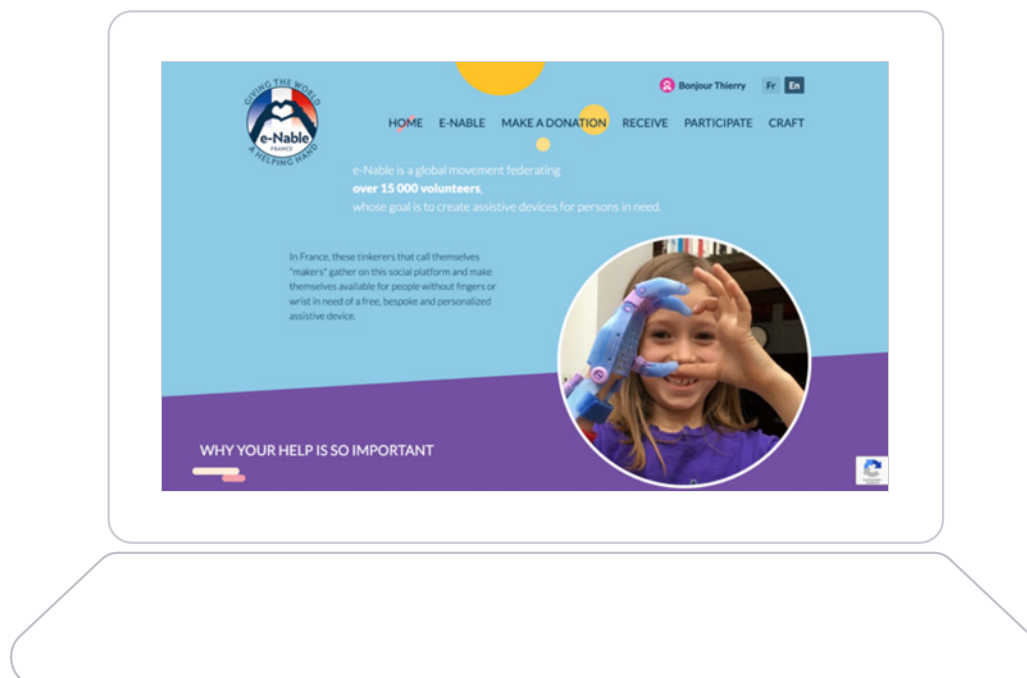 GIVING THE WORLD
e-Nable
FRANCE
A HELPING HAND
Bonjour Thierry
Fr
En
HOME
E-NABLE
MAKE A DONATION
RECEIVE
PARTICIPATE
CRAFT
e-Nable is a global movement federating
over 15 000 volunteers,
whose goal is to create assistive devices for persons in need.
In France, these tinkerers that call themselves
"makers" gather on this social platform and make
themselves available for people without fingers or
wrist in need of a free, bespoke and personalized
assistive device.
WHY YOUR HELP IS SO IMPORTANT